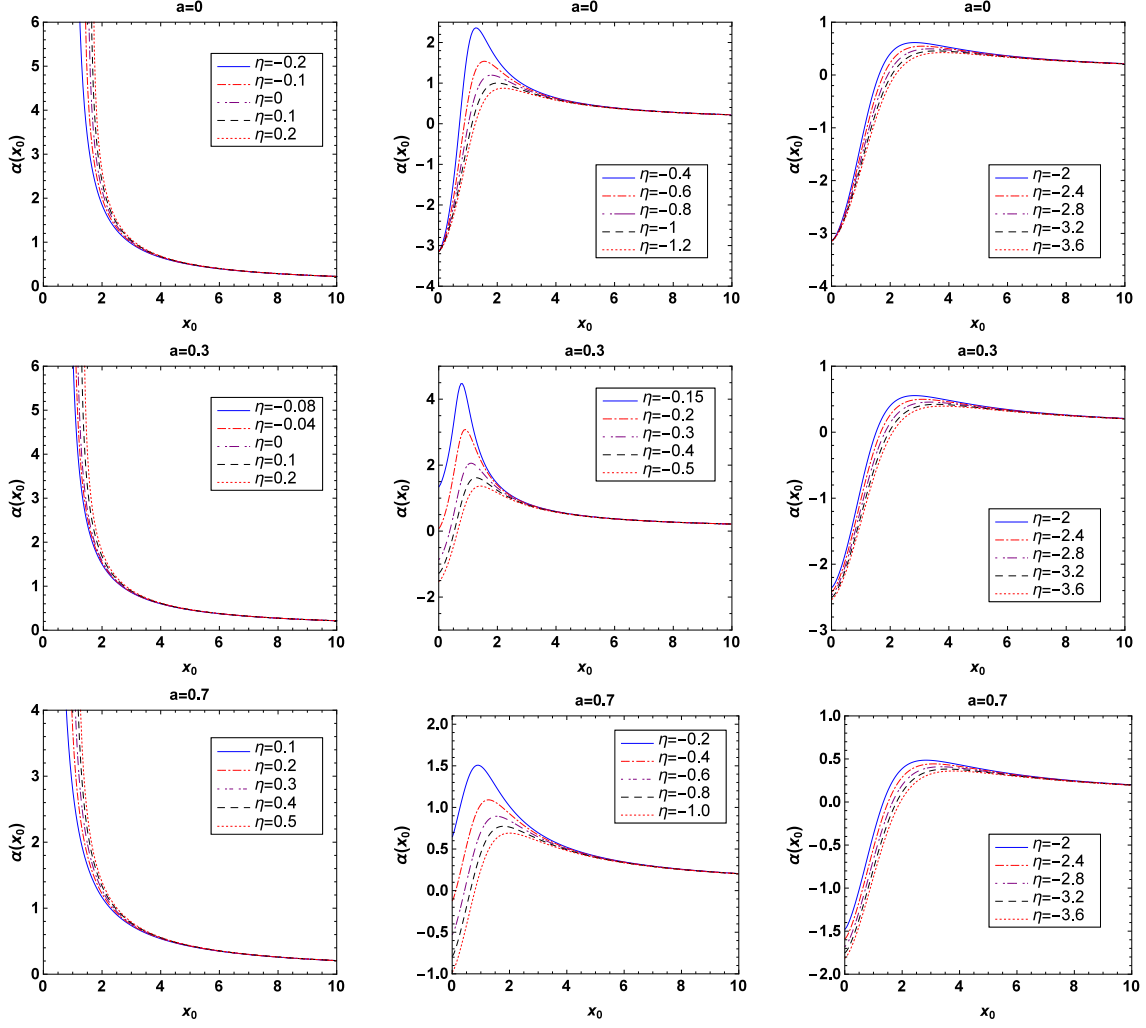 a=0
6
5
4
3
2
1
0
α(x₀)
η=−0.2
η=−0.1
η=0
η=0.1
η=0.2
0 2 4 6 8 10
x₀
a=0
2
1
0
−1
−2
−3
−4
α(x₀)
η=−0.4
η=−0.6
η=−0.8
η=−1
η=−1.2
0 2 4 6 8 10
x₀
a=0
1
0
−1
−2
−3
−4
α(x₀)
η=−2
η=−2.4
η=−2.8
η=−3.2
η=−3.6
0 2 4 6 8 10
x₀
a=0.3
6
5
4
3
2
1
0
α(x₀)
η=−0.08
η=−0.04
η=0
η=0.1
η=0.2
0 2 4 6 8 10
x₀
a=0.3
4
2
0
−2
α(x₀)
η=−0.15
η=−0.2
η=−0.3
η=−0.4
η=−0.5
0 2 4 6 8 10
x₀
a=0.3
1
0
−1
−2
−3
α(x₀)
η=−2
η=−2.4
η=−2.8
η=−3.2
η=−3.6
0 2 4 6 8 10
x₀
a=0.7
4
3
2
1
0
α(x₀)
η=0.1
η=0.2
η=0.3
η=0.4
η=0.5
0 2 4 6 8 10
x₀
a=0.7
2.0
1.5
1.0
0.5
0.0
−0.5
−1.0
α(x₀)
η=−0.2
η=−0.4
η=−0.6
η=−0.8
η=−1.0
0 2 4 6 8 10
x₀
a=0.7
1.0
0.5
0.0
−0.5
−1.0
−1.5
−2.0
α(x₀)
η=−2
η=−2.4
η=−2.8
η=−3.2
η=−3.6
0 2 4 6 8 10
x₀